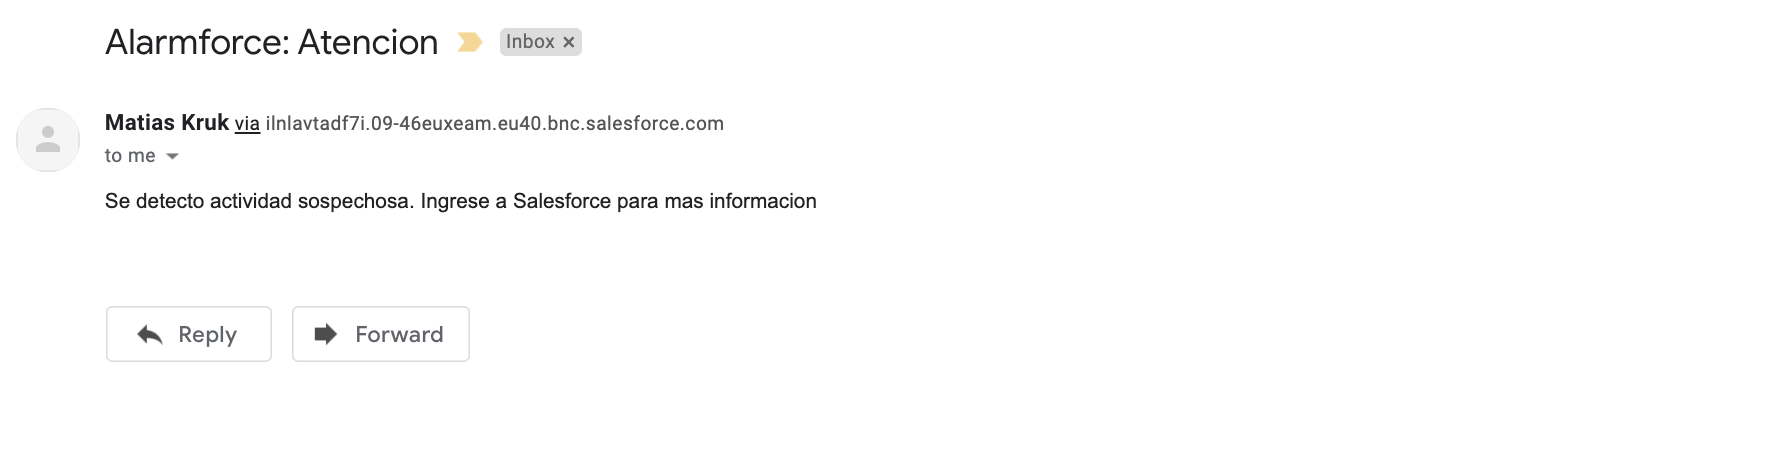 Alarmforce: Atencion Inbox ×
Matias Kruk via ilnlavtadf7i.09-46euxeam.eu40.bnc.salesforce.com
to me
Se detecto actividad sospechosa. Ingrese a Salesforce para mas informacion
Reply Forward